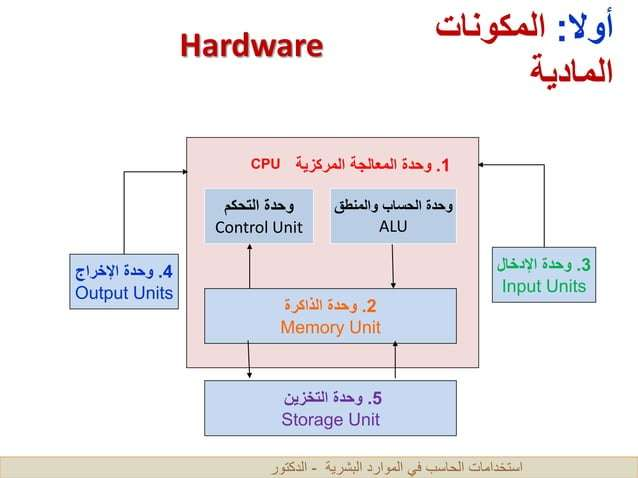 أولا: المكونات
المادية
Hardware
1. وحدة المعالجة المركزية CPU
وحدة الحساب والمنطق
ALU
وحدة التحكم
Control Unit
3. وحدة الإدخال
Input Units
4. وحدة الإخراج
Output Units
2. وحدة الذاكرة
Memory Unit
5. وحدة التخزين
Storage Unit
استخدامات الحاسب في الموارد البشرية - الدكتور